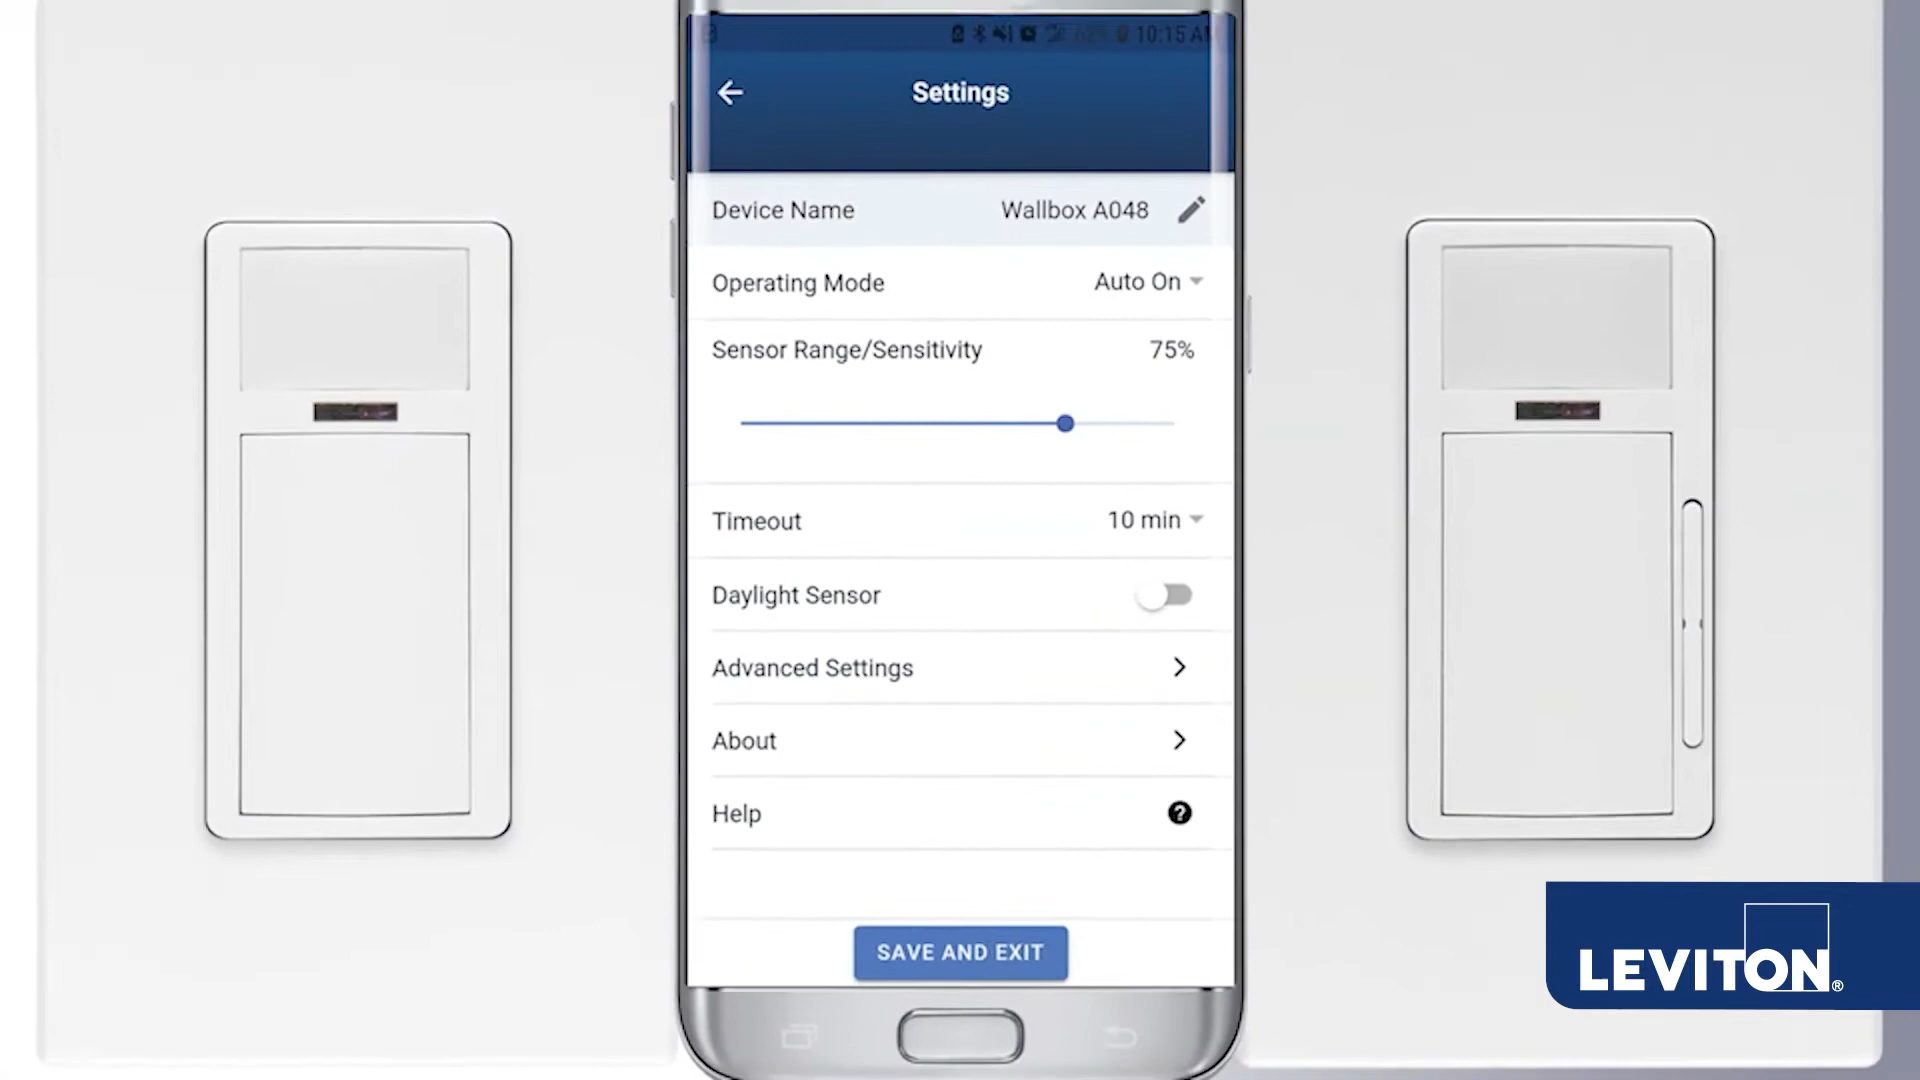 10:15 AM
Settings
Device Name Wallbox A048
Operating Mode Auto On
Sensor Range/Sensitivity 75%
Timeout 10 min
Daylight Sensor
Advanced Settings
About
Help ?
SAVE AND EXIT
LEVITON®